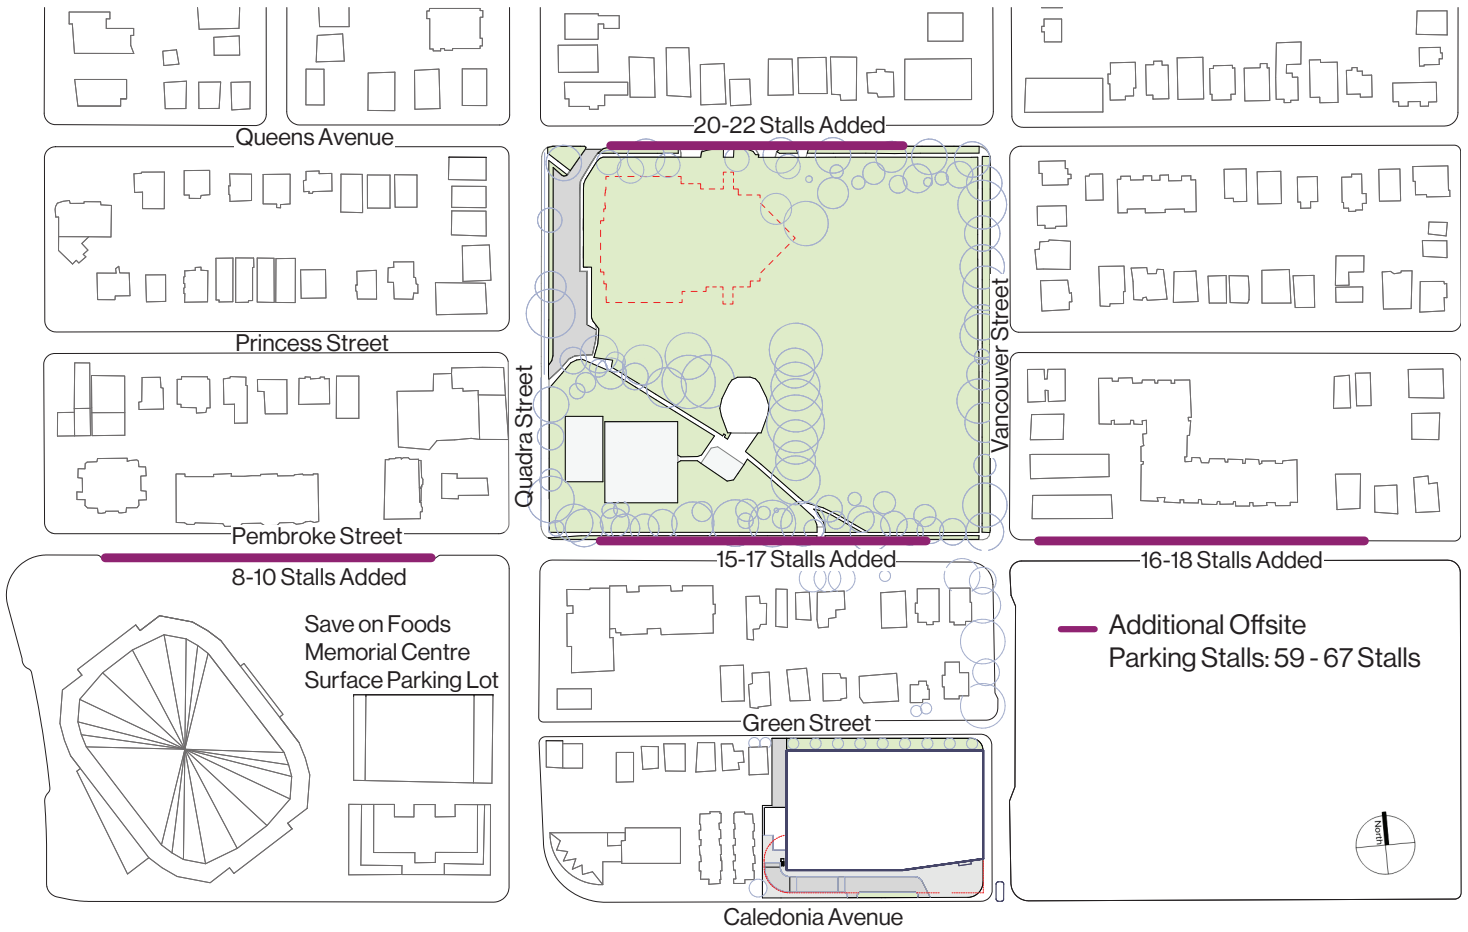 Queens Avenue
20-22 Stalls Added
Princess Street
Quadra Street
Vancouver Street
Pembroke Street
8-10 Stalls Added
15-17 Stalls Added
16-18 Stalls Added
Save on Foods
Memorial Centre
Surface Parking Lot
Additional Offsite
Parking Stalls: 59 - 67 Stalls
Green Street
North
Caledonia Avenue